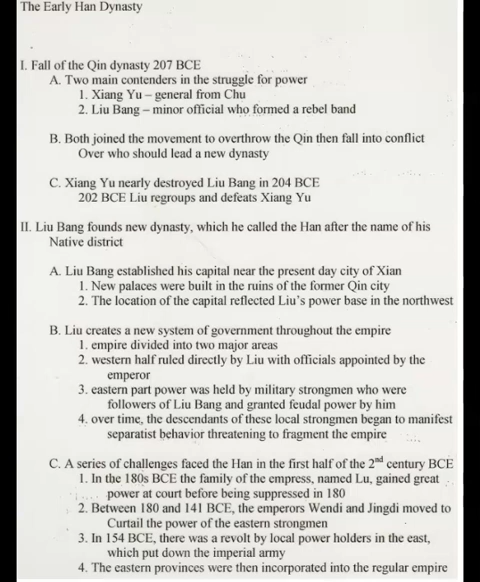 The Early Han Dynasty
I. Fall of the Qin dynasty 207 BCE
A. Two main contenders in the struggle for power
1. Xiang Yu – general from Chu
2. Liu Bang – minor official who formed a rebel band
B. Both joined the movement to overthrow the Qin then fall into conflict
Over who should lead a new dynasty
C. Xiang Yu nearly destroyed Liu Bang in 204 BCE
202 BCE Liu regroups and defeats Xiang Yu
II. Liu Bang founds new dynasty, which he called the Han after the name of his
Native district
A. Liu Bang established his capital near the present day city of Xian
1. New palaces were built in the ruins of the former Qin city
2. The location of the capital reflected Liu's power base in the northwest
B. Liu creates a new system of government throughout the empire
1. empire divided into two major areas
2. western half ruled directly by Liu with officials appointed by the
emperor
3. eastern part power was held by military strongmen who were
followers of Liu Bang and granted feudal power by him
4. over time, the descendants of these local strongmen began to manifest
separatist behavior threatening to fragment the empire
C. A series of challenges faced the Han in the first half of the 2nd century BCE
1. In the 180s BCE the family of the empress, named Lu, gained great
power at court before being suppressed in 180
2. Between 180 and 141 BCE, the emperors Wendi and Jingdi moved to
Curtail the power of the eastern strongmen
3. In 154 BCE, there was a revolt by local power holders in the east,
which put down the imperial army
4. The eastern provinces were then incorporated into the regular empire